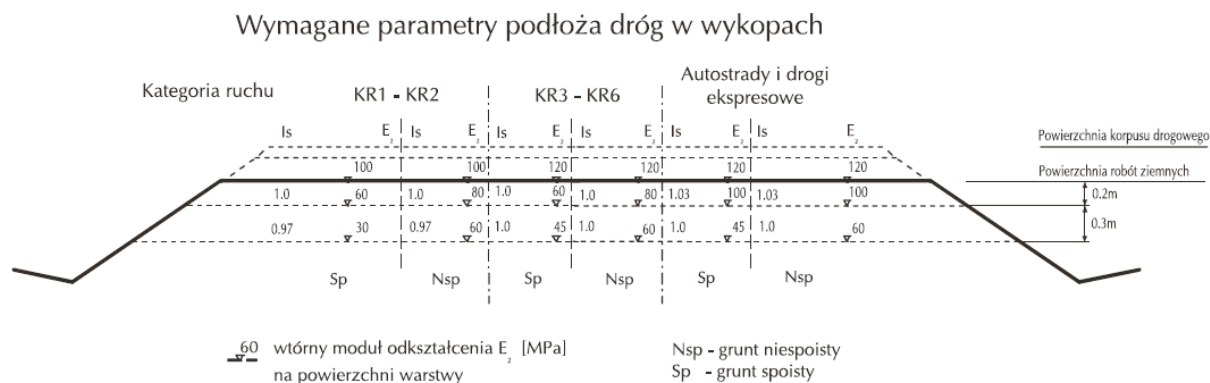 Wymagane parametry podłoża dróg w wykopach
Kategoria ruchu KR1 - KR2 KR3 - KR6 Autostrady i drogi ekspresowe
Is E₂ Is E₂ Is E₂ Is E₂ Is E₂ Is E₂
Powierzchnia korpusu drogowego
100 100 120 120 120 120
Powierzchnia robót ziemnych
1.0 60 1.0 80 1.0 60 1.0 80 1.03 100 1.03 100 0.2m
0.97 30 0.97 60 1.0 45 1.0 60 1.0 45 1.0 60 0.3m
Sp Nsp Sp Nsp Sp Nsp
60 wtórny moduł odkształcenia E₂ [MPa]
na powierzchni warstwy
Nsp - grunt niespoisty
Sp - grunt spoisty